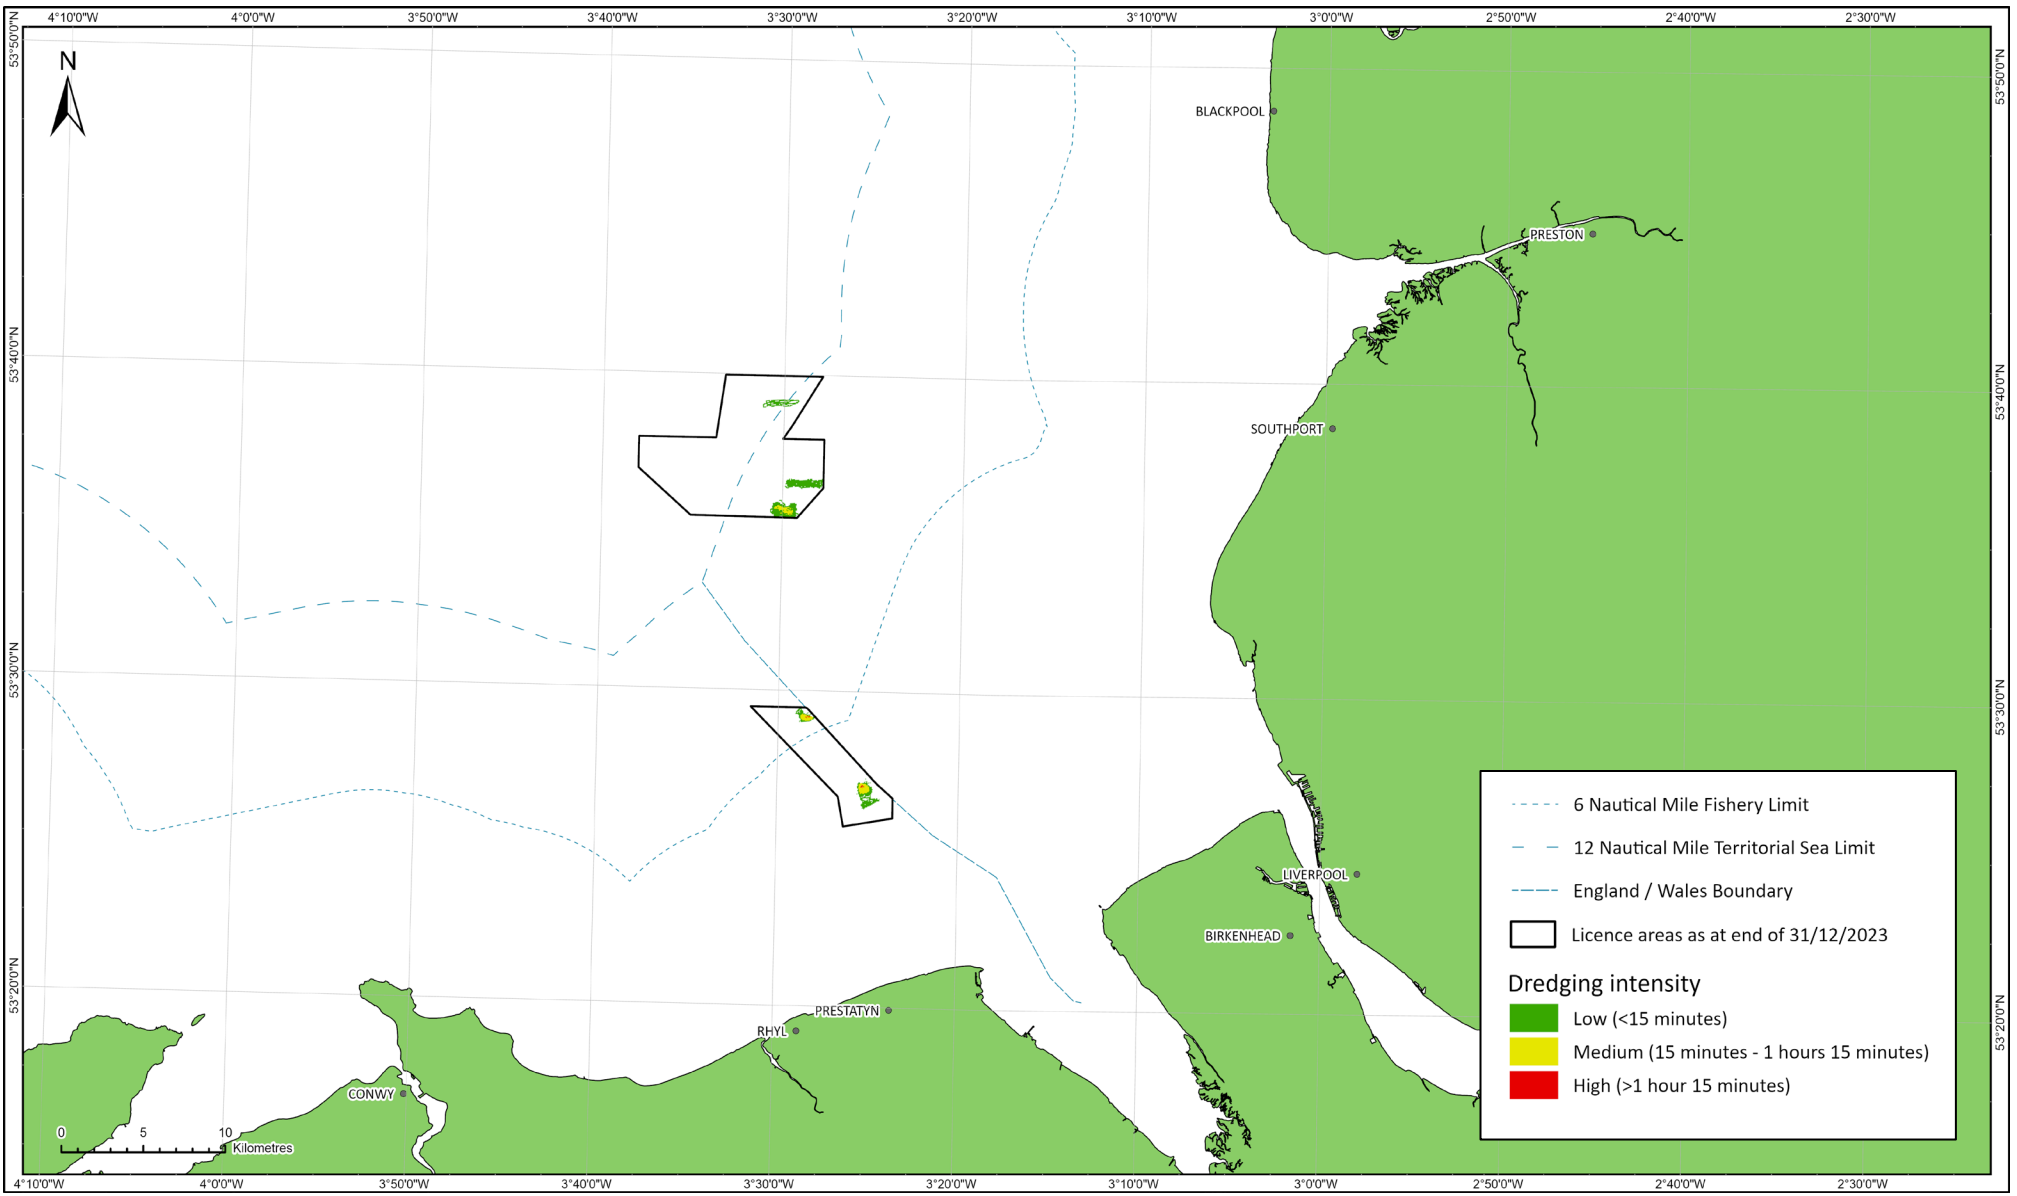 4°10'0"W 4°0'0"W 3°50'0"W 3°40'0"W 3°30'0"W 3°20'0"W 3°10'0"W 3°0'0"W 2°50'0"W 2°40'0"W 2°30'0"W
53°50'0"N
53°50'0"N
N
BLACKPOOL
PRESTON
53°40'0"N
53°40'0"N
SOUTHPORT
53°30'0"N
53°30'0"N
6 Nautical Mile Fishery Limit
12 Nautical Mile Territorial Sea Limit
England / Wales Boundary
Licence areas as at end of 31/12/2023
Dredging intensity
Low (<15 minutes)
Medium (15 minutes - 1 hours 15 minutes)
High (>1 hour 15 minutes)
LIVERPOOL
BIRKENHEAD
53°20'0"N
53°20'0"N
PRESTATYN
RHYL
CONWY
0 5 10
Kilometres
4°10'0"W 4°0'0"W 3°50'0"W 3°40'0"W 3°30'0"W 3°20'0"W 3°10'0"W 3°0'0"W 2°50'0"W 2°40'0"W 2°30'0"W